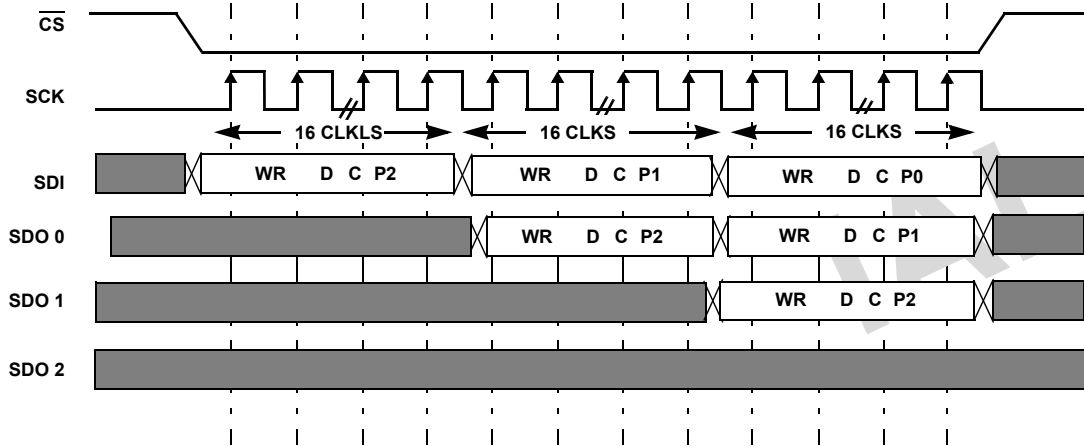 CS
SCK
16 CLKLS 16 CLKS 16 CLKS
SDI WR D C P2 WR D C P1 WR D C P0
SDO 0 WR D C P2 WR D C P1
SDO 1 WR D C P2
SDO 2